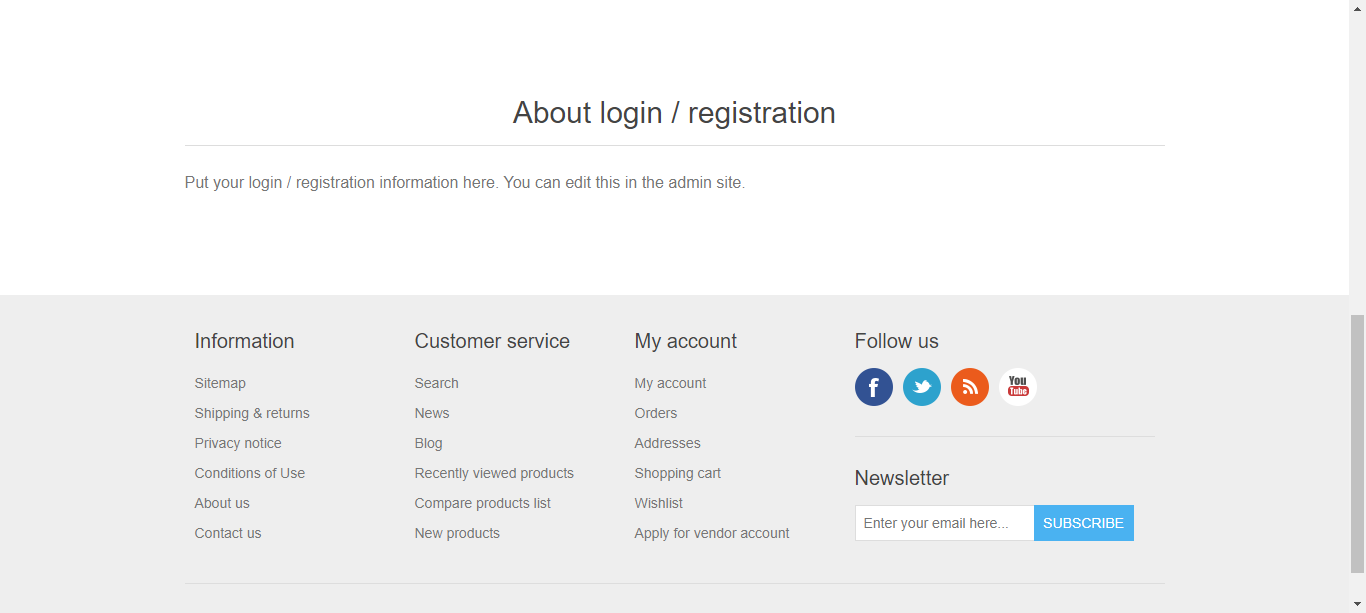 About login / registration
Put your login / registration information here. You can edit this in the admin site.
Information
Sitemap
Shipping & returns
Privacy notice
Conditions of Use
About us
Contact us
Customer service
Search
News
Blog
Recently viewed products
Compare products list
New products
My account
My account
Orders
Addresses
Shopping cart
Wishlist
Apply for vendor account
Follow us
f
You
Tube
Newsletter
Enter your email here...
SUBSCRIBE